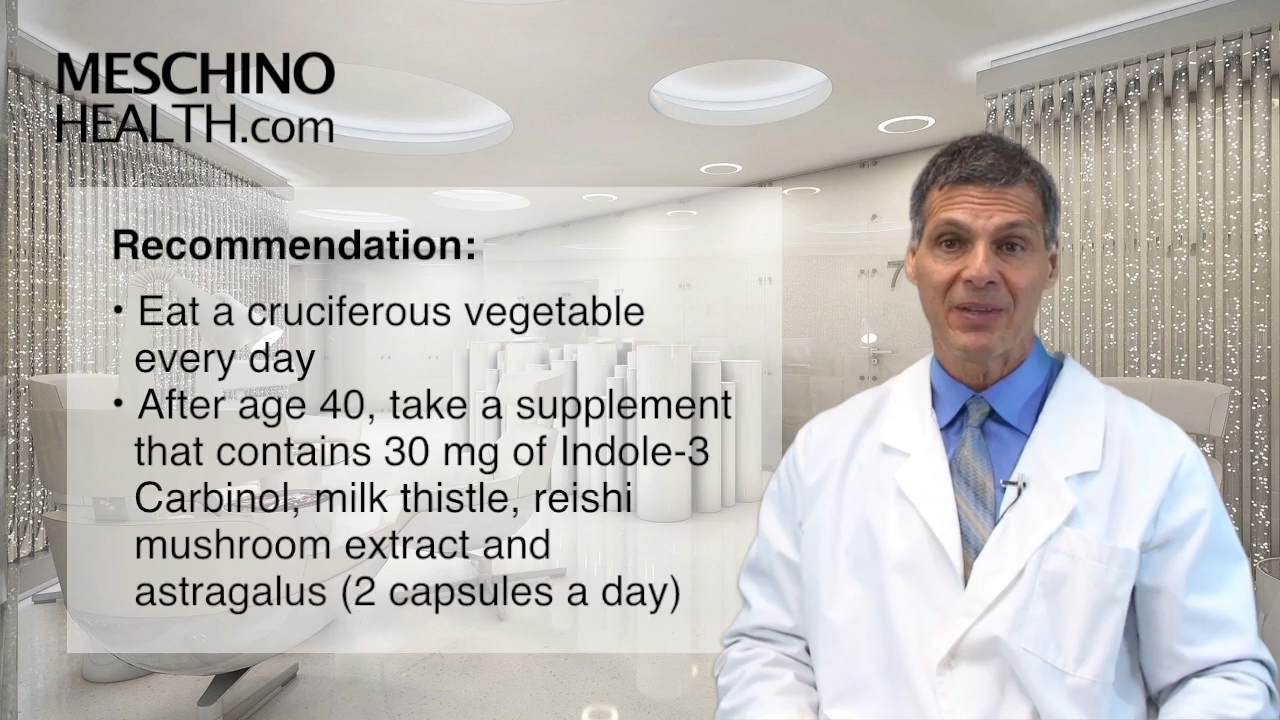 MESCHINO
HEALTH.com
Recommendation:
• Eat a cruciferous vegetable
every day
• After age 40, take a supplement
that contains 30 mg of Indole-3
Carbinol, milk thistle, reishi
mushroom extract and
astragalus (2 capsules a day)
7